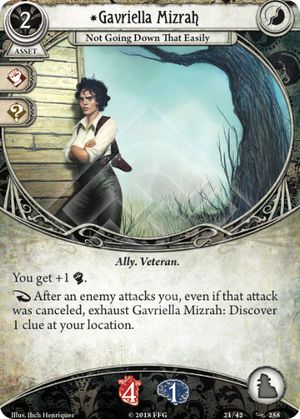 2
*Gavriella Mizrah
Not Going Down That Easily
ASSET
Ally. Veteran.
You get +1 .
After an enemy attacks you, even if that attack
was canceled, exhaust Gavriella Mizrah: Discover
1 clue at your location.
4
1
Illus. Ilich Henriquez
© 2018 FFG
21/42
258